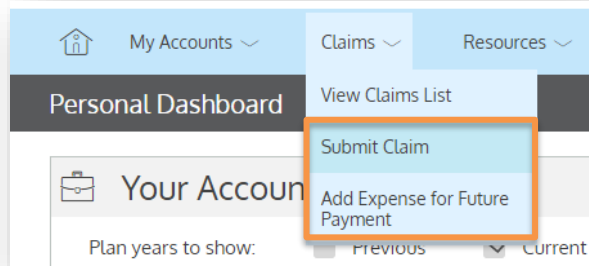 My Accounts Claims Resources
Personal Dashboard
View Claims List
Submit Claim
Your Accoun
Add Expense for Future
Payment
Plan years to show: Previous Current